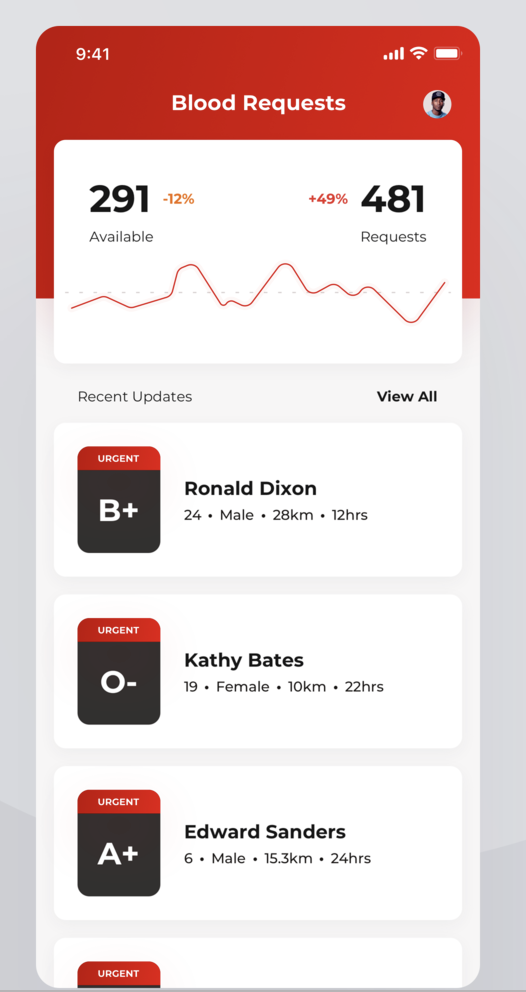 9:41
Blood Requests
291 -12% +49% 481
Available Requests
Recent Updates View All
URGENT
B+
Ronald Dixon
24 • Male • 28km • 12hrs
URGENT
O-
Kathy Bates
19 • Female • 10km • 22hrs
URGENT
A+
Edward Sanders
6 • Male • 15.3km • 24hrs
URGENT